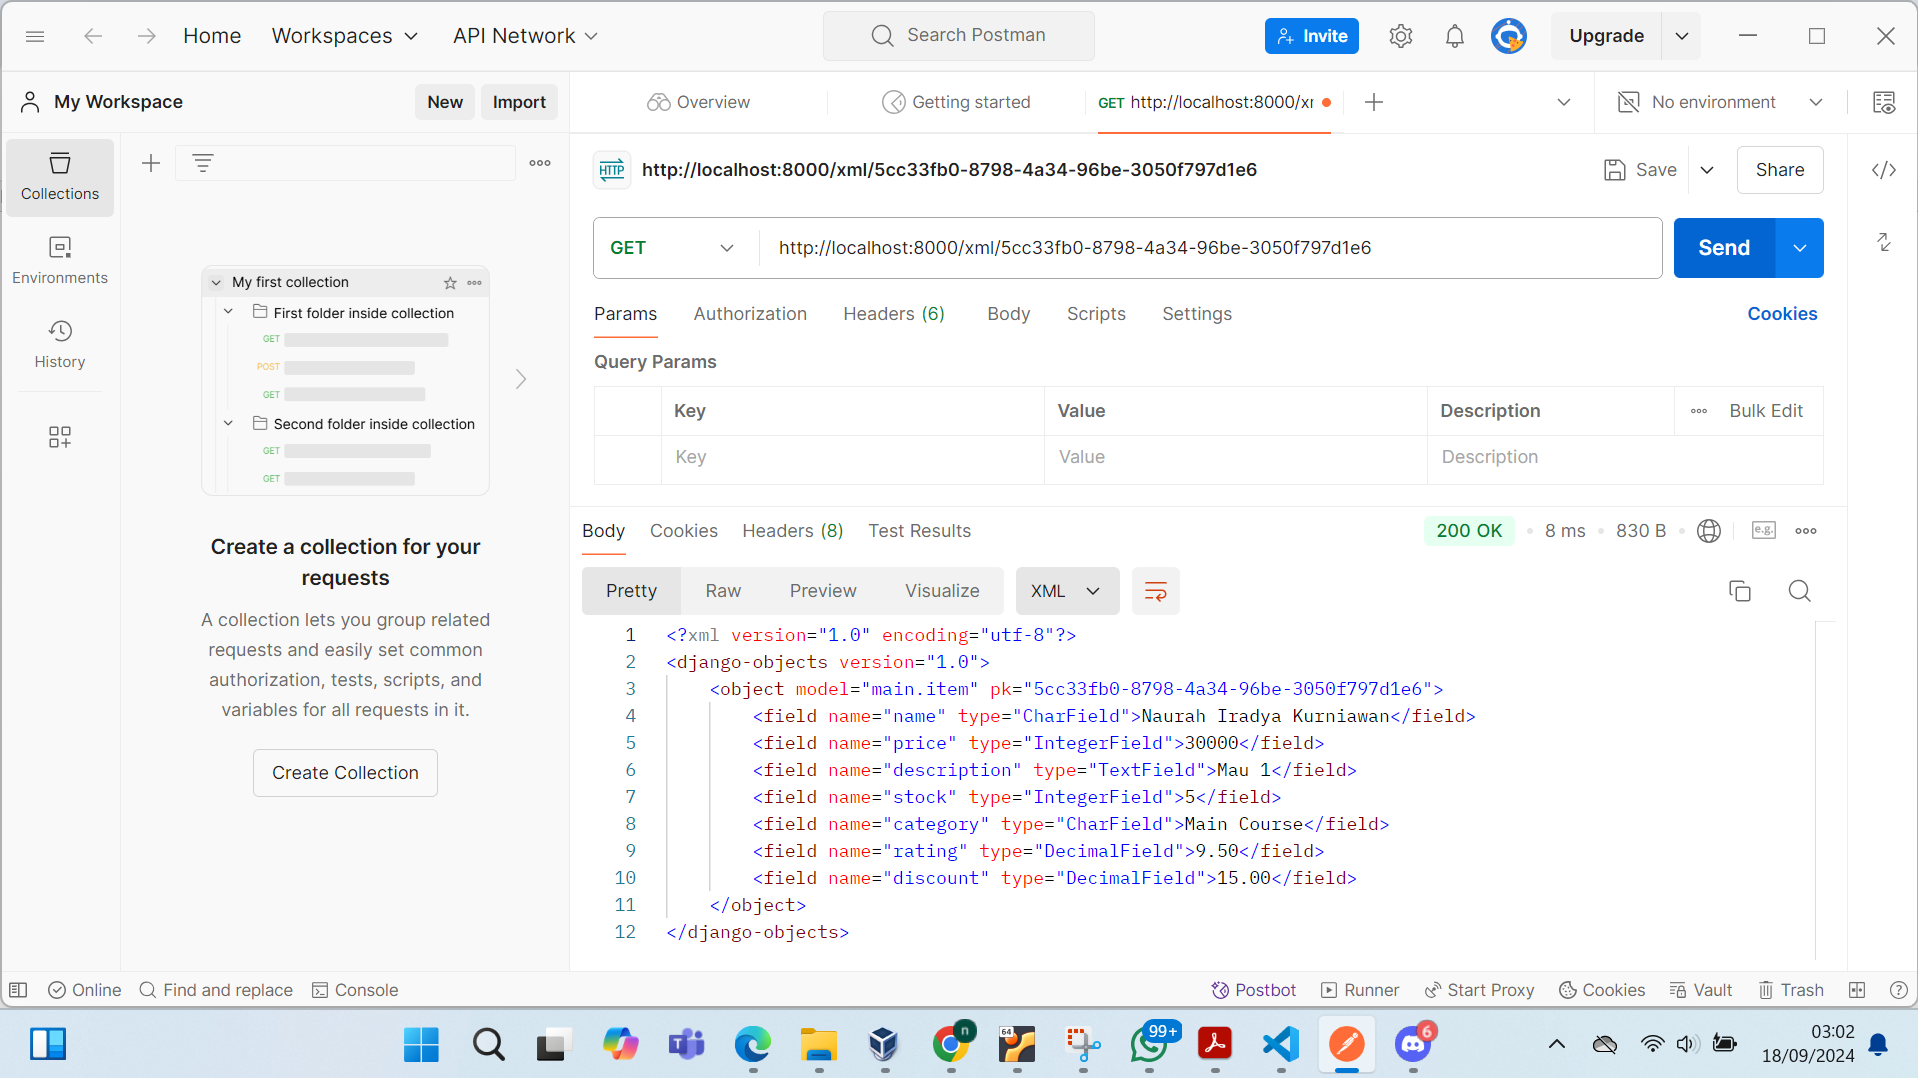 Home Workspaces API Network Search Postman Invite Upgrade
My Workspace New Import Overview Getting started GET http://localhost:8000/xr No environment
Collections
Environments
History
My first collection
First folder inside collection
GET
POST
GET
Second folder inside collection
GET
GET
Create a collection for your
requests
A collection lets you group related
requests and easily set common
authorization, tests, scripts, and
variables for all requests in it.
Create Collection
HTTP http://localhost:8000/xml/5cc33fb0-8798-4a34-96be-3050f797d1e6 Save Share
GET http://localhost:8000/xml/5cc33fb0-8798-4a34-96be-3050f797d1e6 Send
Params Authorization Headers (6) Body Scripts Settings Cookies
Query Params
Key Value Description Bulk Edit
Key Value Description
Body Cookies Headers (8) Test Results 200 OK 8 ms 830 B e.g.
Pretty Raw Preview Visualize XML
1 <?xml version="1.0" encoding="utf-8"?>
2 <django-objects version="1.0">
3 <object model="main.item" pk="5cc33fb0-8798-4a34-96be-3050f797d1e6">
4 <field name="name" type="CharField">Naurah Iradya Kurniawan</field>
5 <field name="price" type="IntegerField">30000</field>
6 <field name="description" type="TextField">Mau 1</field>
7 <field name="stock" type="IntegerField">5</field>
8 <field name="category" type="CharField">Main Course</field>
9 <field name="rating" type="DecimalField">9.50</field>
10 <field name="discount" type="DecimalField">15.00</field>
11 </object>
12 </django-objects>
Online Find and replace Console Postbot Runner Start Proxy Cookies Vault Trash
n 64 99+ 6
03:02
18/09/2024